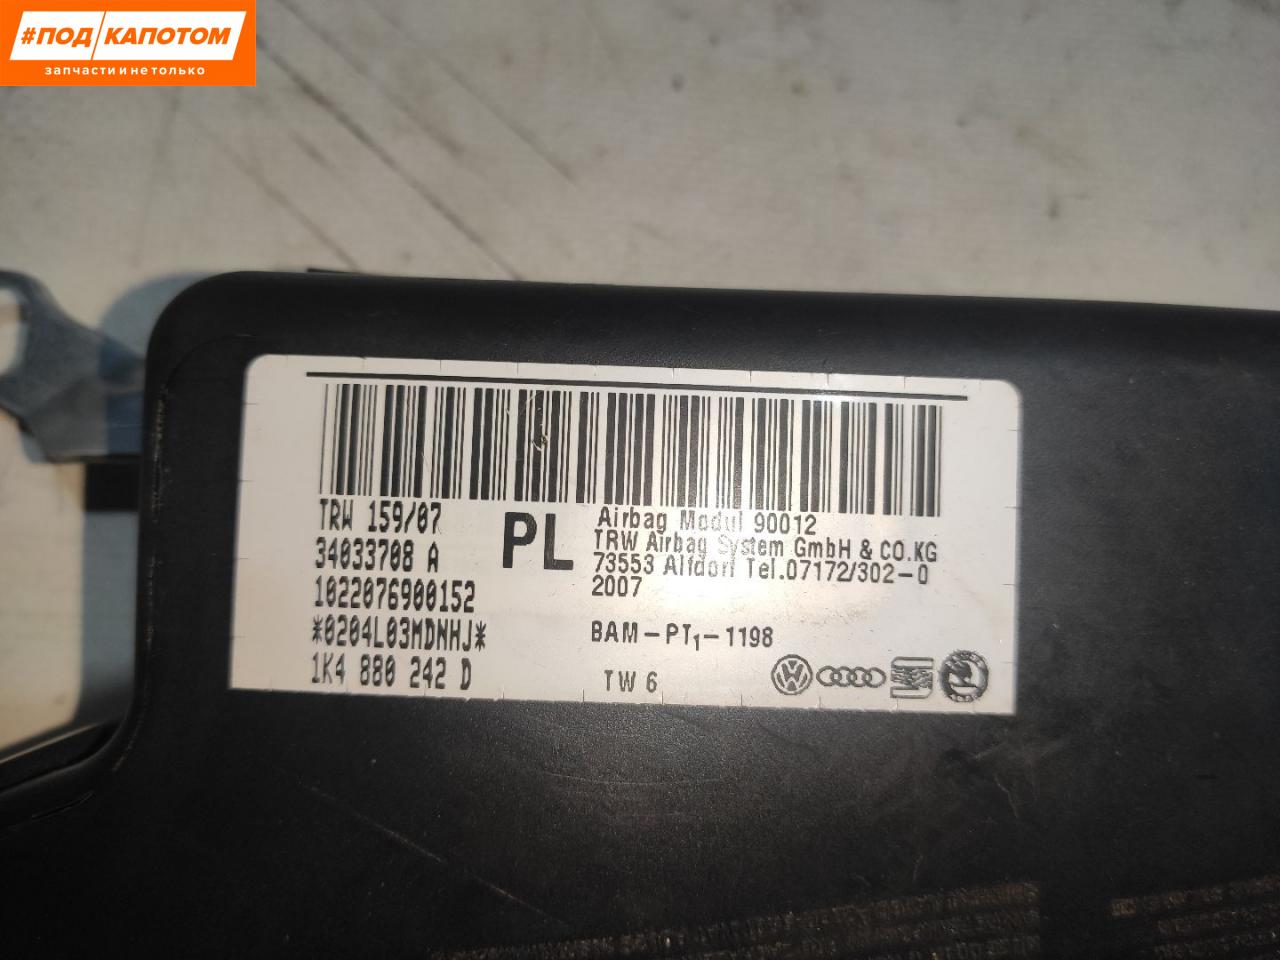 #ПОД КАПОТОМ
ЗАПЧАСТИ И НЕ ТОЛЬКО
TRW 159/07
34033708 A
1022076900152
*0204L03MDNHJ*
1K4 880 242 D
PL
Airbag Modul 90012
TRW Airbag System GmbH & CO.KG
73553 Alfdorf Tel.07172/302-0
2007
BAM-PT1-1198
TW 6